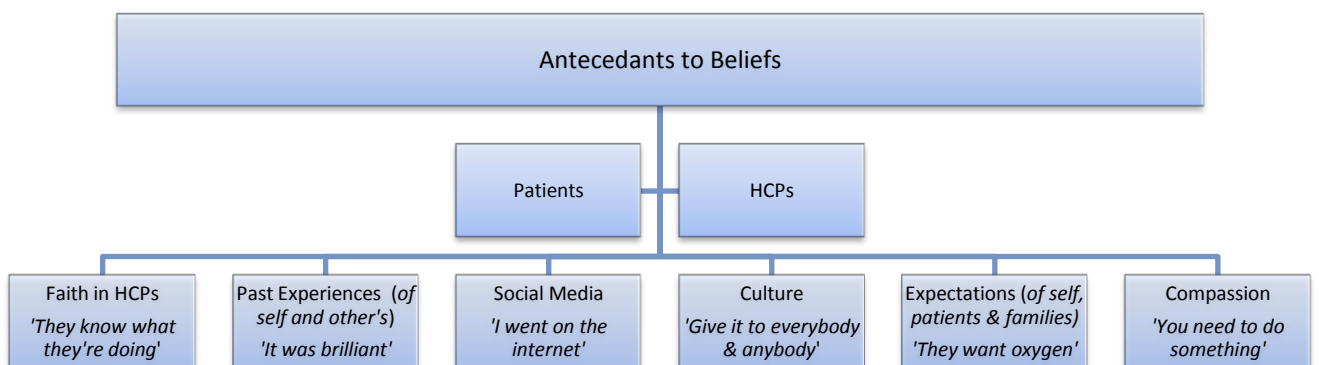 Antecedants to Beliefs
Patients
HCPs
Faith in HCPs
'They know what
they're doing'
Past Experiences (of
self and other's)
'It was brilliant'
Social Media
'I went on the
internet'
Culture
'Give it to everybody
& anybody'
Expectations (of self,
patients & families)
'They want oxygen'
Compassion
'You need to do
something'